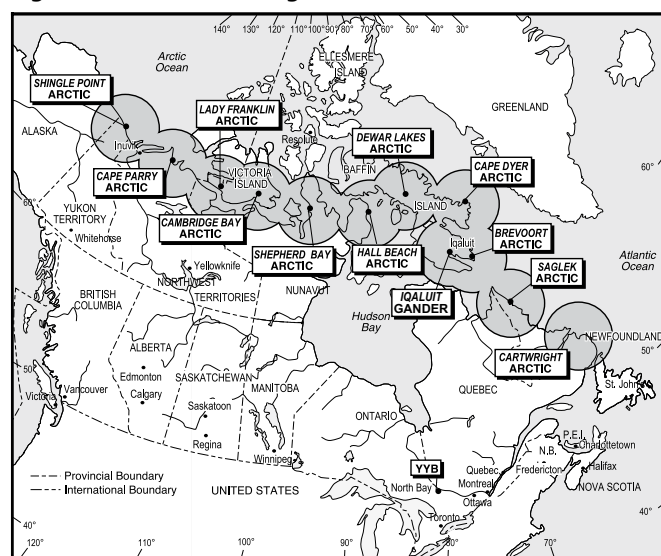 140° 120° 110° 100° 90° 80° 70° 60° 40° 30°
Arctic
Ocean
ELLESMERE
ISLAND
SHINGLE POINT
ARCTIC
LADY FRANKLIN
ARCTIC
GREENLAND
ALASKA
Resolute
DEWAR LAKES
ARCTIC
Inuvik
CAPE DYER
ARCTIC
VICTORIA
ISLAND
BAFFIN
ISLAND
CAPE PARRY
ARCTIC
60°
60°
YUKON
TERRITORY
CAMBRIDGE BAY
ARCTIC
BREVOORT
ARCTIC
Whitehorse
Iqaluit
SHEPHERD BAY
ARCTIC
HALL BEACH
ARCTIC
Atlantic
Ocean
Yellowknife
SAGLEK
ARCTIC
NORTHWEST
TERRITORIES
NUNAVUT
IQALUIT
GANDER
BRITISH
COLUMBIA
Hudson
Bay
NEWFOUNDLAND
ALBERTA
CARTWRIGHT
ARCTIC
50°
50°
Edmonton
SASKATCHEWAN
MANITOBA
QUEBEC
St. John's
Vancouver
Victoria
Calgary
Saskatoon
ONTARIO
Regina
P.E.I.
Charlottetown
Winnipeg
N.B.
YYB
Quebec
Fredericton
Halifax
Provincial Boundary
North Bay
Montreal
NOVA SCOTIA
International Boundary
UNITED STATES
Ottawa
Toronto
40°
120°
110°
100°
90°
80°
70°
40°